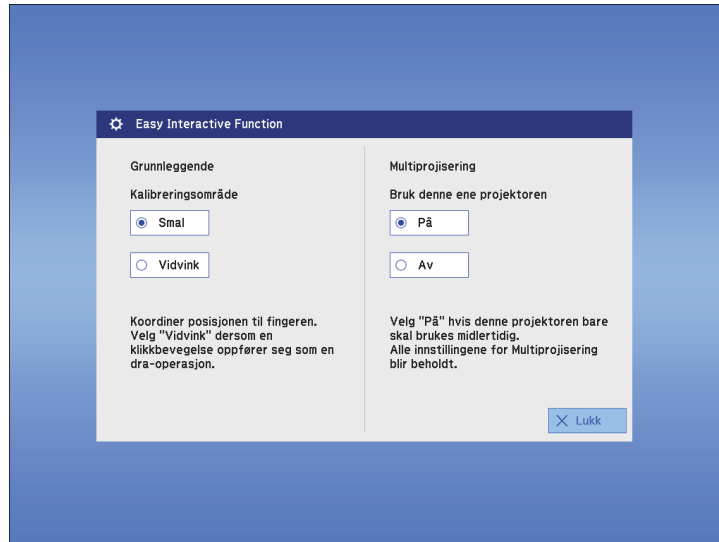 Easy Interactive Function
Grunnleggende
Kalibreringsområde
Smal
Vidvink
Koordiner posisjonen til fingeren.
Velg "Vidvink" dersom en
klikkbevegelse oppfører seg som en
dra-operasjon.
Multiprojisering
Bruk denne ene projektoren
På
Av
Velg "På" hvis denne projektoren bare
skal brukes midlertidig.
Alle innstillingene for Multiprojisering
blir beholdt.
Lukk